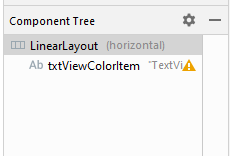 Component Tree
LinearLayout (horizontal)
Ab txtViewColorItem "TextVi